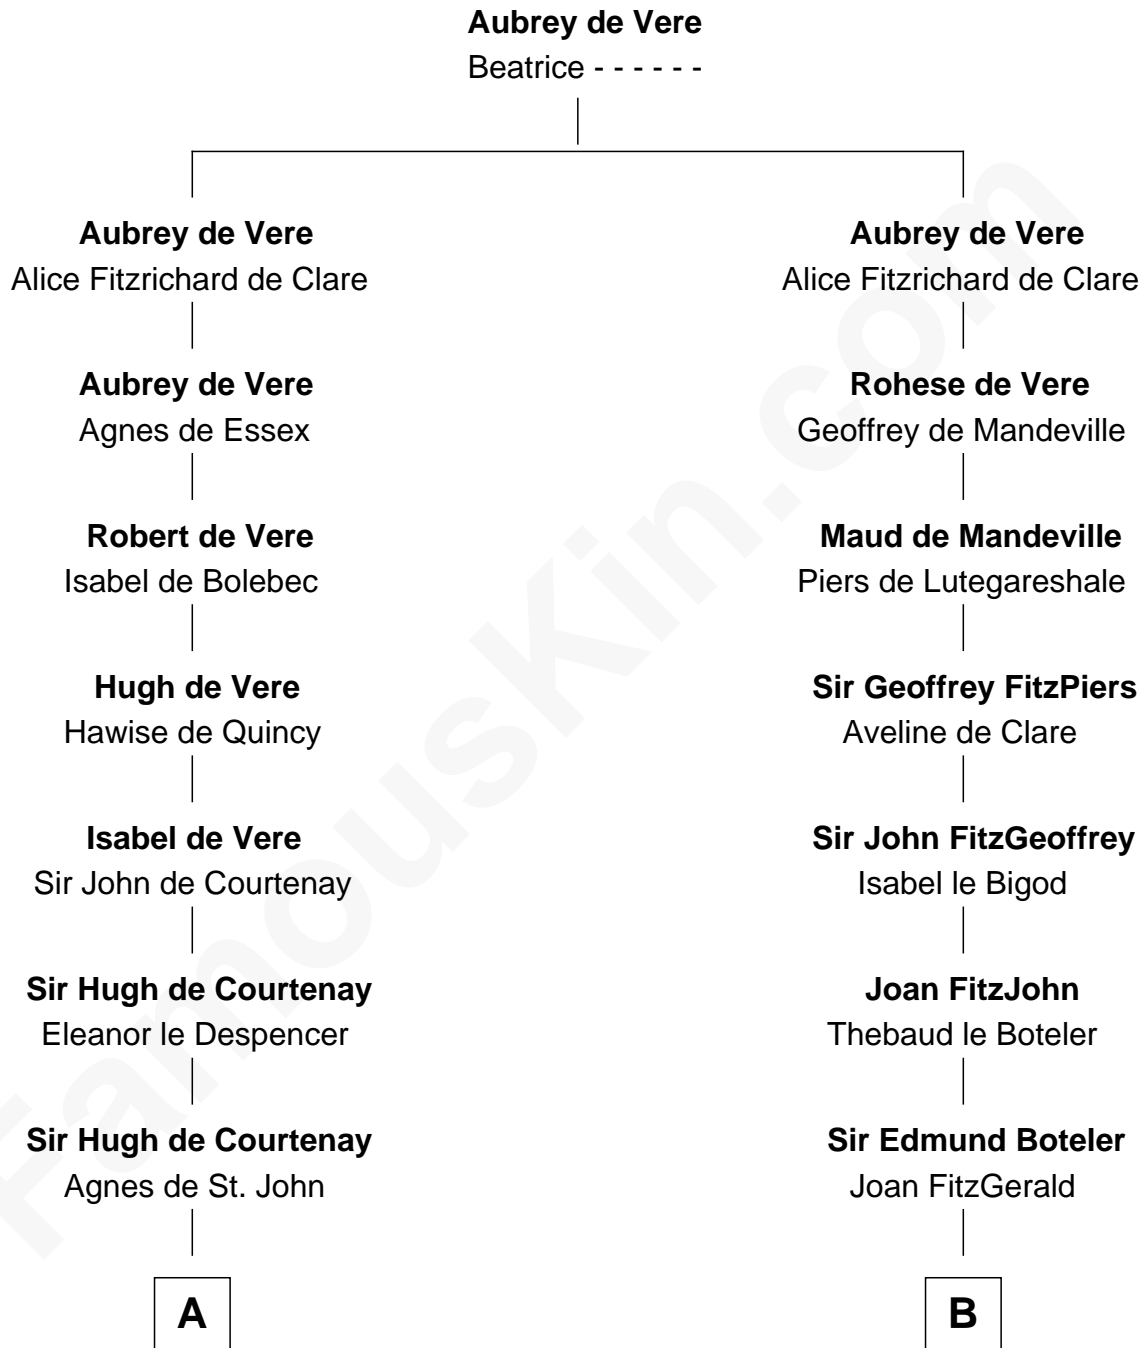 Aubrey de Vere
Beatrice - - - - - -
Aubrey de Vere
Alice Fitzrichard de Clare
Aubrey de Vere
Agnes de Essex
Robert de Vere
Isabel de Bolebec
Hugh de Vere
Hawise de Quincy
Isabel de Vere
Sir John de Courtenay
Sir Hugh de Courtenay
Eleanor le Despencer
Sir Hugh de Courtenay
Agnes de St. John
A
Aubrey de Vere
Alice Fitzrichard de Clare
Rohese de Vere
Geoffrey de Mandeville
Maud de Mandeville
Piers de Lutegareshale
Sir Geoffrey FitzPiers
Aveline de Clare
Sir John FitzGeoffrey
Isabel le Bigod
Joan FitzJohn
Thebaud le Boteler
Sir Edmund Boteler
Joan FitzGerald
B
FamousKin.com